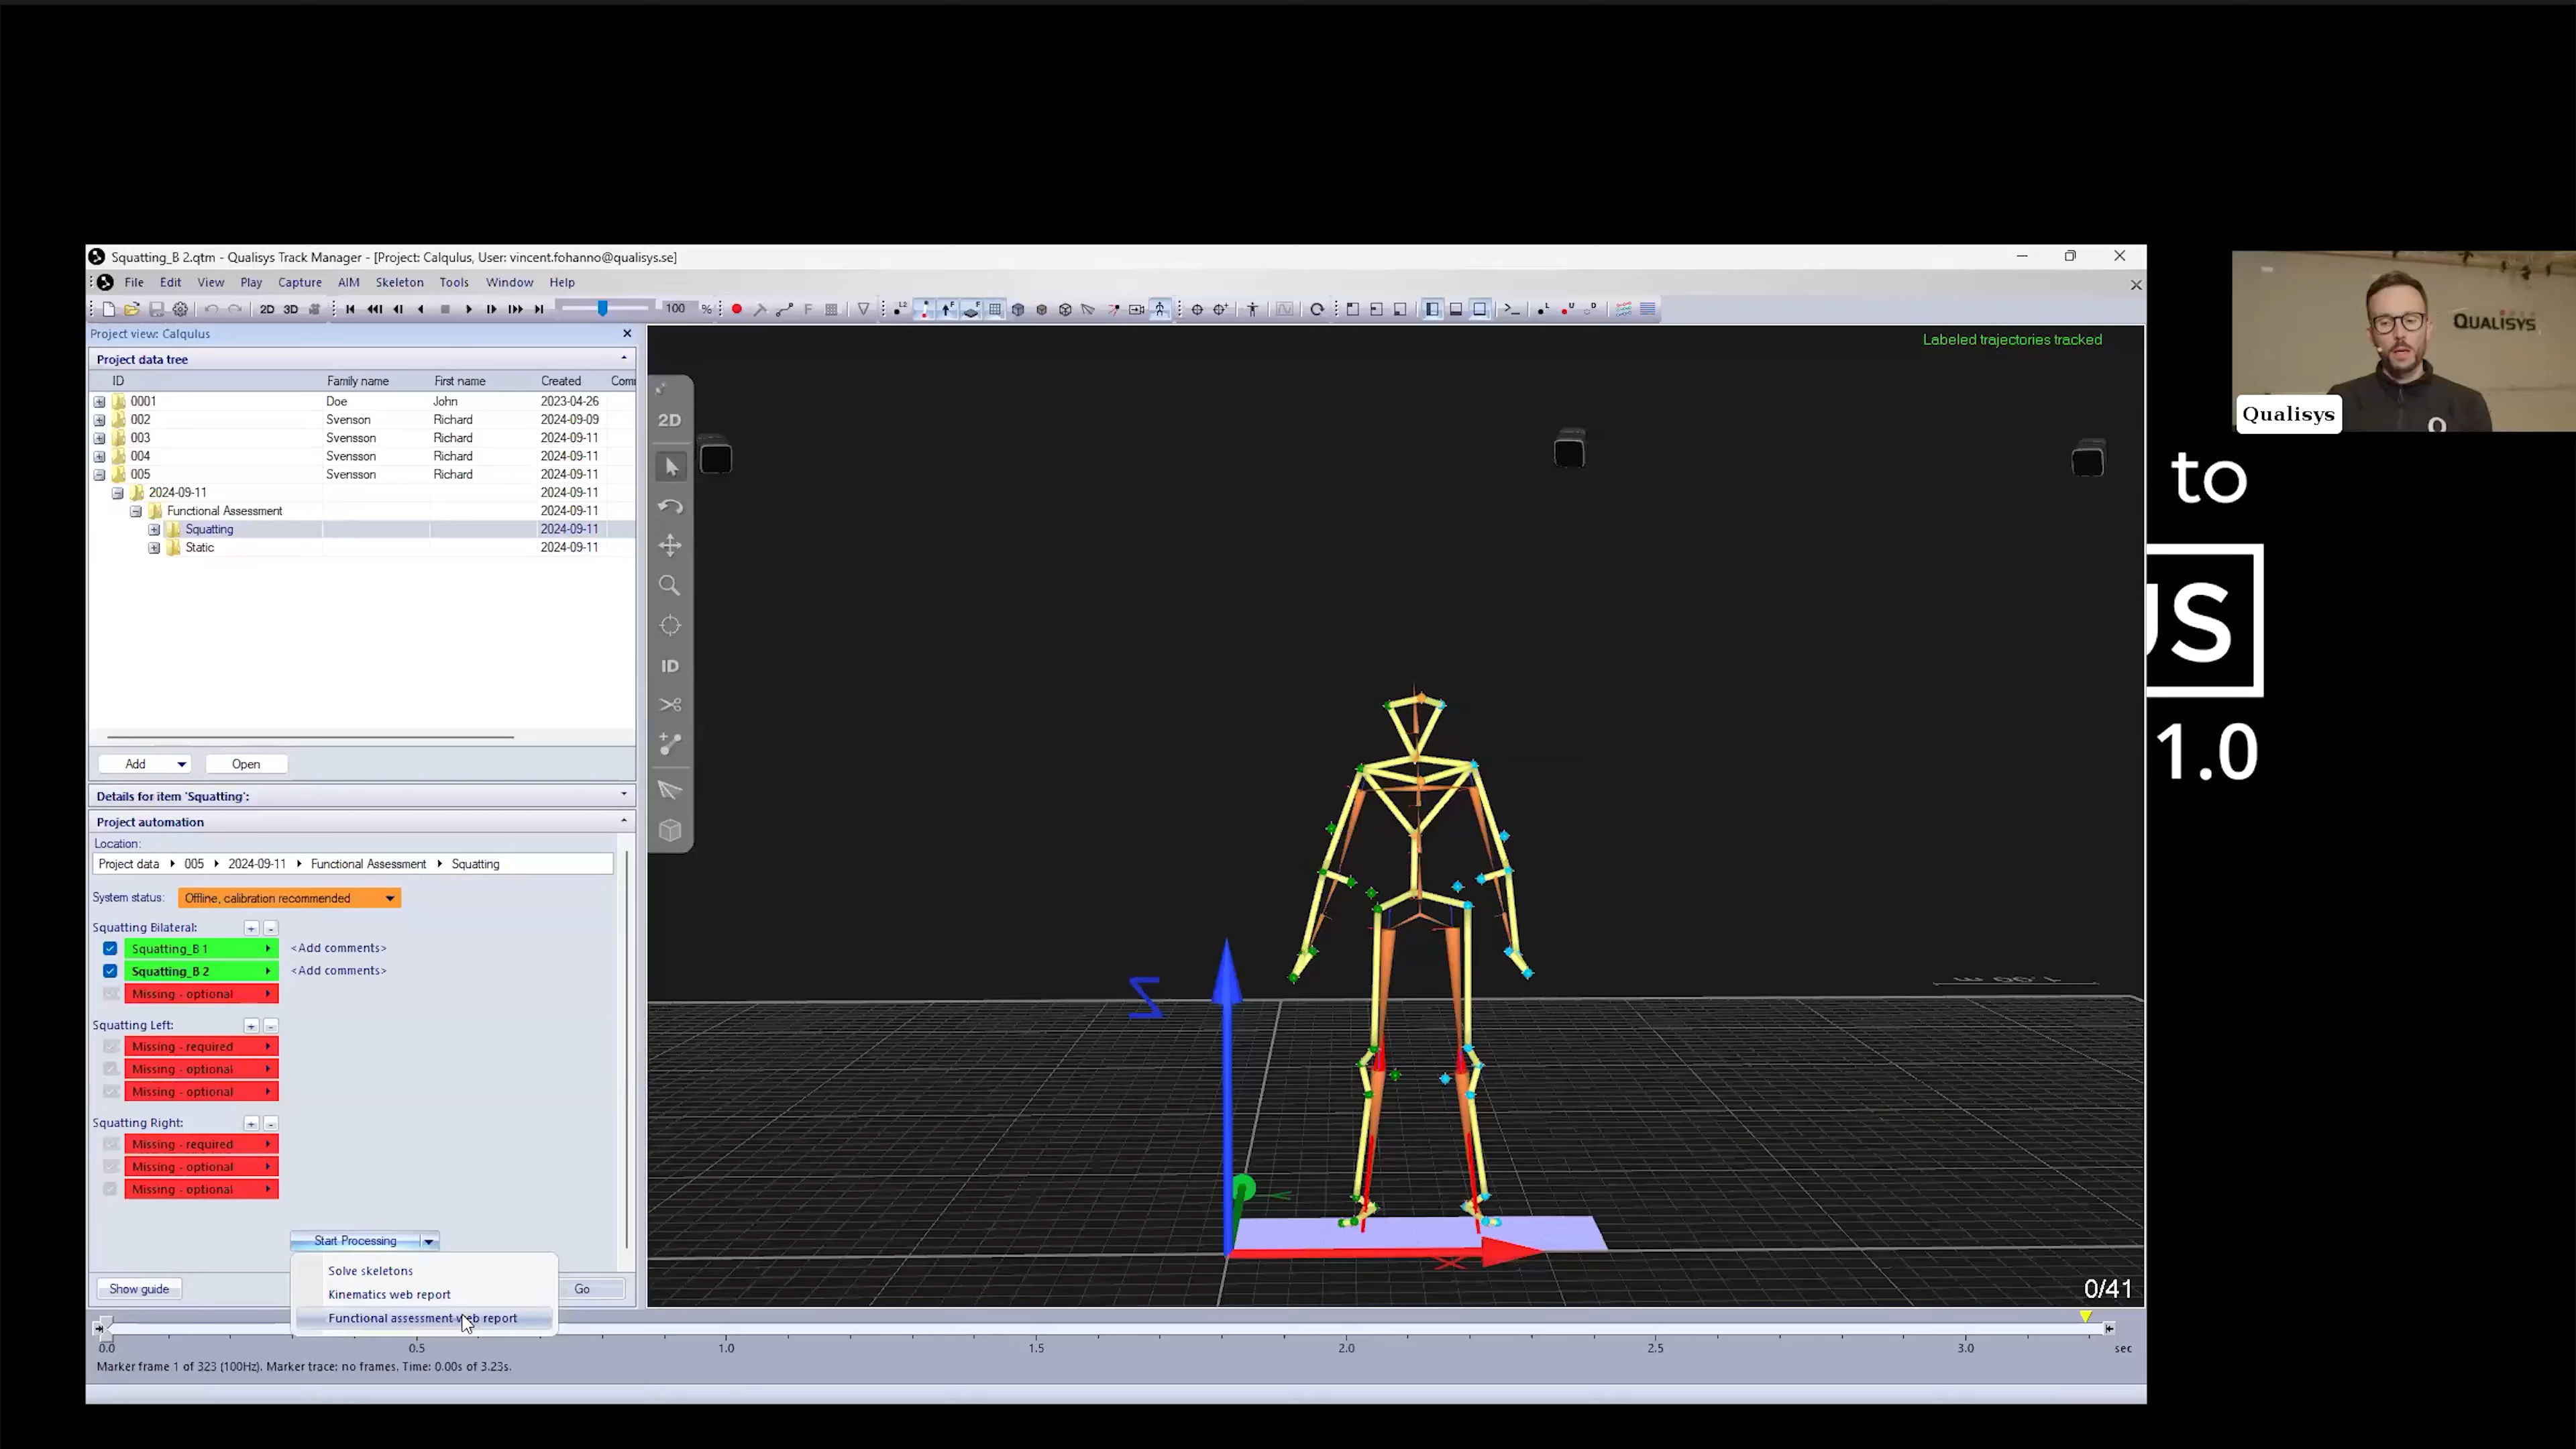 Squatting_B 2.qtm - Qualisys Track Manager - [Project: Calqulus, User: vincent.fohanno@qualisys.se]
File Edit View Play Capture AIM Skeleton Tools Window Help
2D 3D 100 %
Project view: Calqulus
Project data tree
ID Family name First name Created
0001 Doe John 2023-04-26
002 Svenson Richard 2024-09-09
003 Svensson Richard 2024-09-11
004 Svensson Richard 2024-09-11
005 Svensson Richard 2024-09-11
2024-09-11 2024-09-11
Functional Assessment 2024-09-11
Squatting 2024-09-11
Static 2024-09-11
Add Open
Details for item 'Squatting':
Project automation
Location:
Project data 005 2024-09-11 Functional Assessment Squatting
System status: Offline, calibration recommended
Squatting Bilateral: + -
Squatting_B 1 <Add comments>
Squatting_B 2 <Add comments>
Missing - optional
Squatting Left: + -
Missing - required
Missing - optional
Missing - optional
Squatting Right: + -
Missing - required
Missing - optional
Missing - optional
Start Processing
Solve skeletons
Kinematics web report
Functional assessment web report
Show guide Go
2D
ID
Labeled trajectories tracked
Z
X
0/41
0.0 0.5 1.0 1.5 2.0 2.5 3.0 sec
Marker frame 1 of 323 (100Hz). Marker trace: no frames. Time: 0.00s of 3.23s.
QUALISYS
Qualisys
to
US
1.0